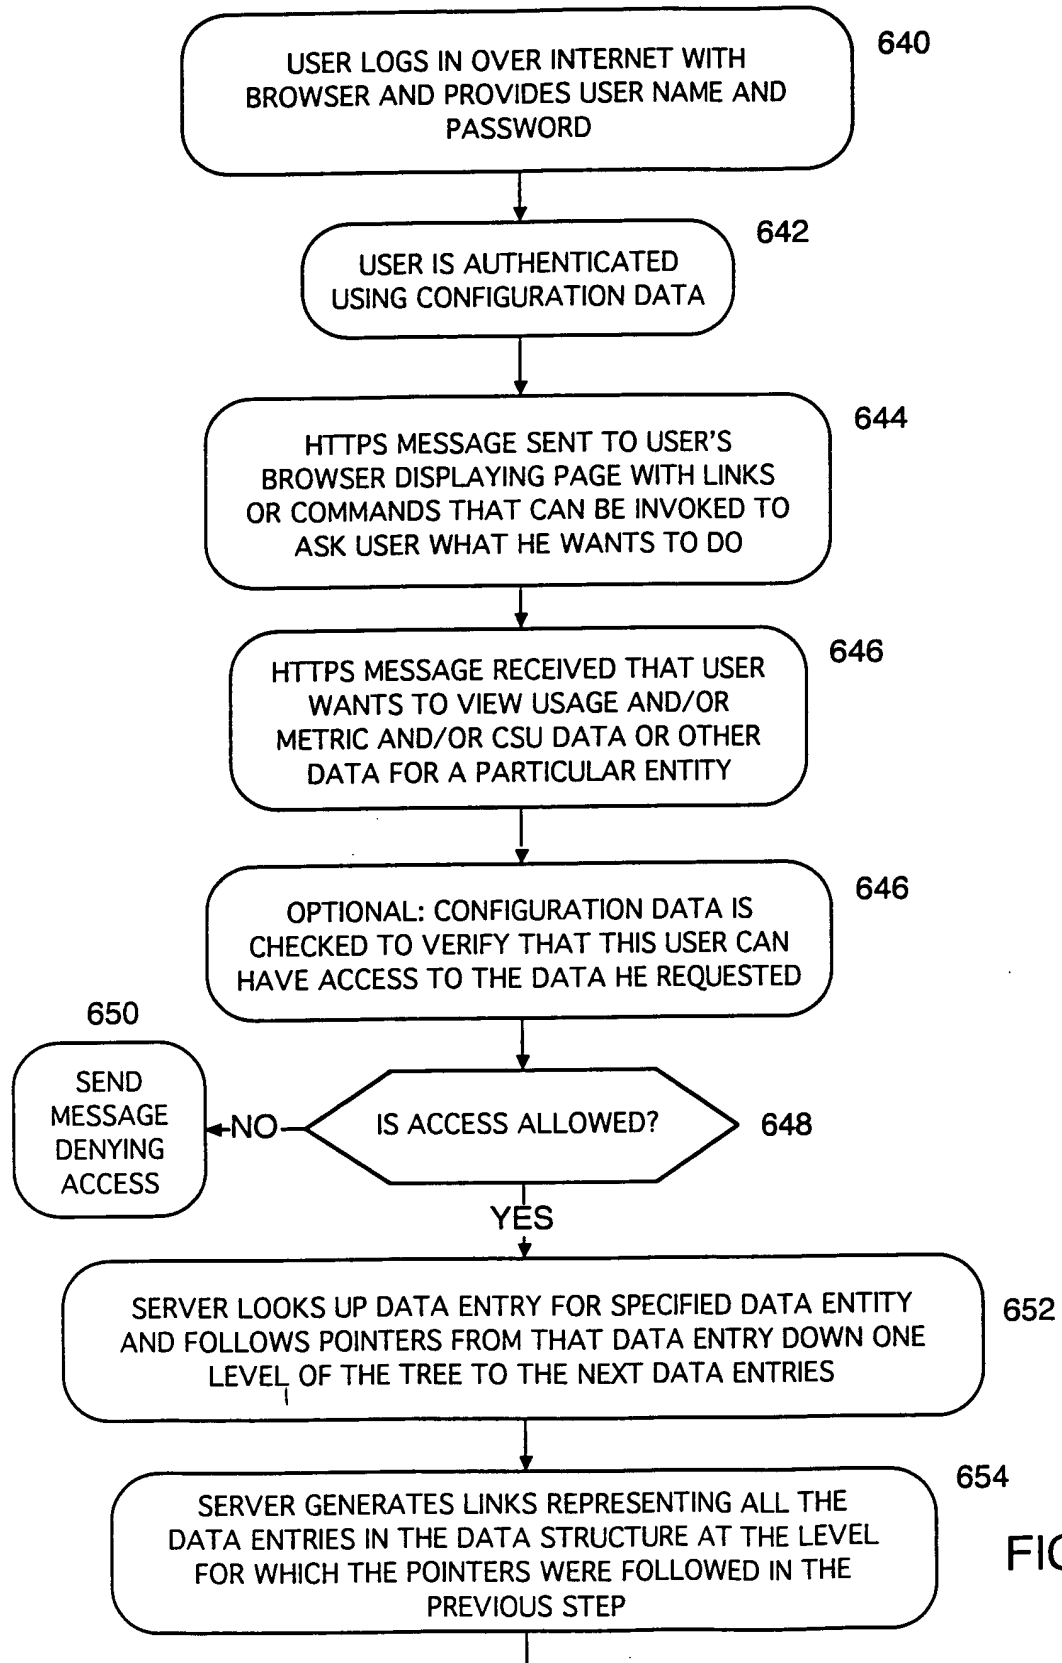 USER LOGS IN OVER INTERNET WITH
BROWSER AND PROVIDES USER NAME AND
PASSWORD
640
USER IS AUTHENTICATED
USING CONFIGURATION DATA
642
HTTPS MESSAGE SENT TO USER'S
BROWSER DISPLAYING PAGE WITH LINKS
OR COMMANDS THAT CAN BE INVOKED TO
ASK USER WHAT HE WANTS TO DO
644
HTTPS MESSAGE RECEIVED THAT USER
WANTS TO VIEW USAGE AND/OR
METRIC AND/OR CSU DATA OR OTHER
DATA FOR A PARTICULAR ENTITY
646
OPTIONAL: CONFIGURATION DATA IS
CHECKED TO VERIFY THAT THIS USER CAN
HAVE ACCESS TO THE DATA HE REQUESTED
646
650
SEND
MESSAGE
DENYING
ACCESS
NO
IS ACCESS ALLOWED?
648
YES
SERVER LOOKS UP DATA ENTRY FOR SPECIFIED DATA ENTITY
AND FOLLOWS POINTERS FROM THAT DATA ENTRY DOWN ONE
LEVEL OF THE TREE TO THE NEXT DATA ENTRIES
652
SERVER GENERATES LINKS REPRESENTING ALL THE
DATA ENTRIES IN THE DATA STRUCTURE AT THE LEVEL
FOR WHICH THE POINTERS WERE FOLLOWED IN THE
PREVIOUS STEP
654